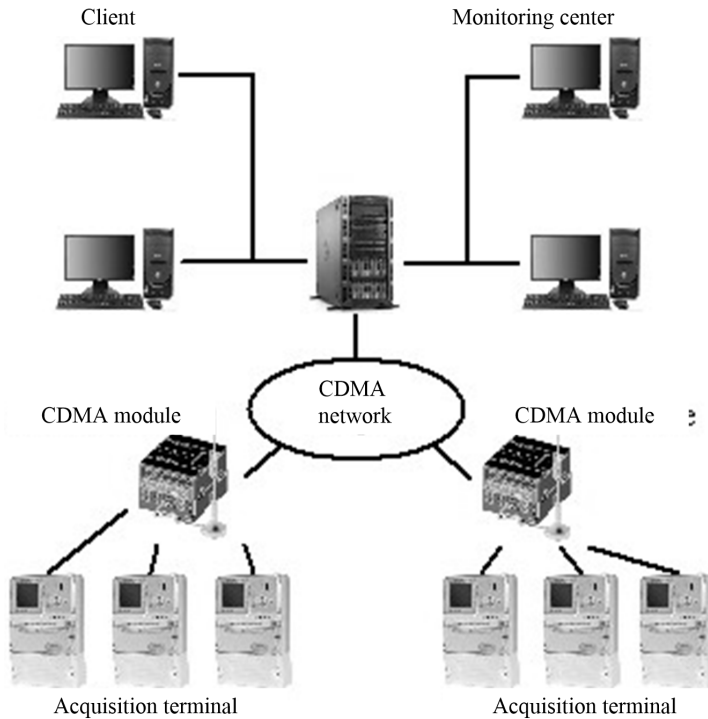 Client
Monitoring center
CDMA
network
CDMA module
CDMA module
Acquisition terminal
Acquisition terminal